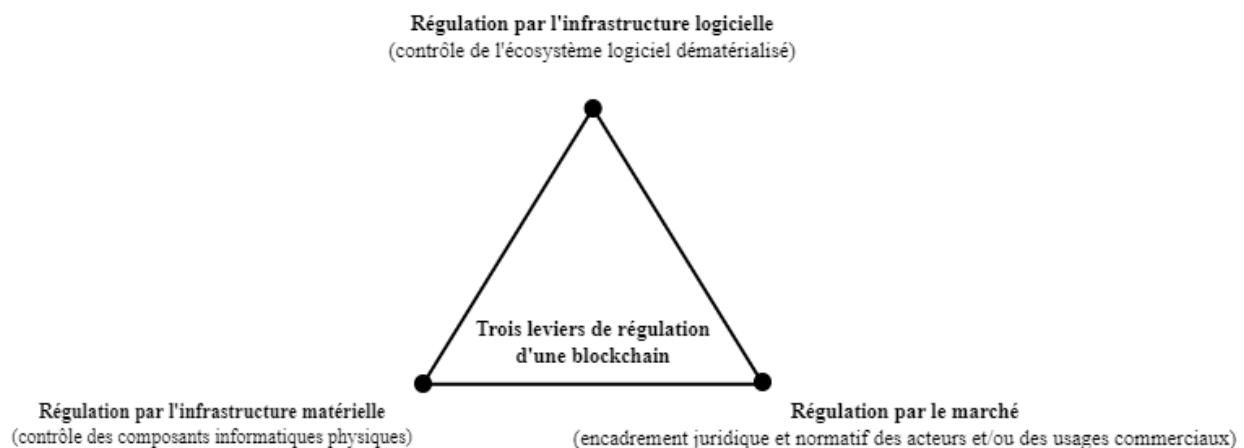 Régulation par l'infrastructure logicielle
(contrôle de l'écosystème logiciel dématérialisé)
Trois leviers de régulation
d'une blockchain
Régulation par l'infrastructure matérielle
(contrôle des composants informatiques physiques)
Régulation par le marché
(encadrement juridique et normatif des acteurs et/ou des usages commerciaux)